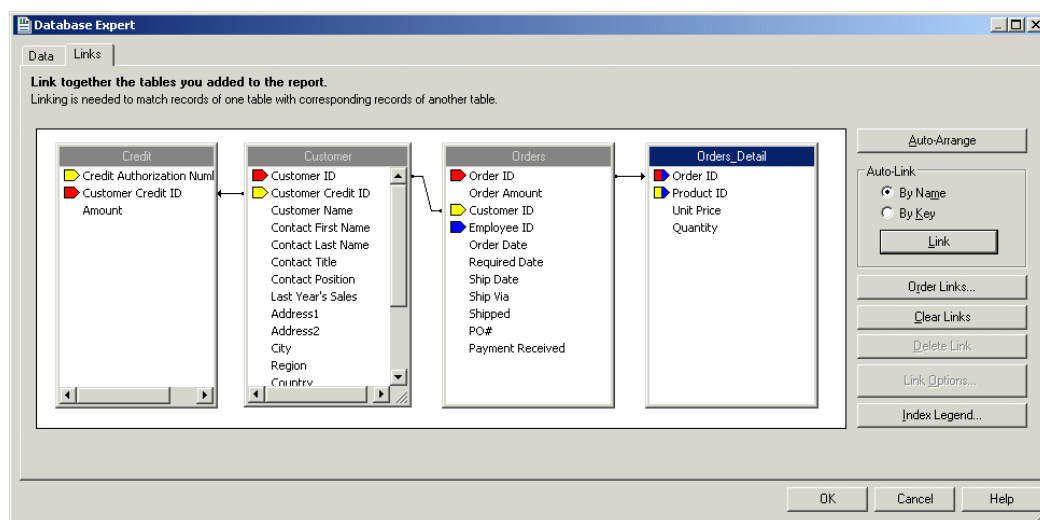 Database Expert
Data
Links
Link together the tables you added to the report.
Linking is needed to match records of one table with corresponding records of another table.
Credit
Credit Authorization Numl
Customer Credit ID
Amount
Customer
Customer ID
Customer Credit ID
Customer Name
Contact First Name
Contact Last Name
Contact Title
Contact Position
Last Year's Sales
Address1
Address2
City
Region
Country
Orders
Order ID
Order Amount
Customer ID
Employee ID
Order Date
Required Date
Ship Date
Ship Via
Shipped
PO#
Payment Received
Orders_Detail
Order ID
Product ID
Unit Price
Quantity
Auto-Arrange
Auto-Link
By Name
By Key
Link
Order Links...
Clear Links
Delete Link
Link Options...
Index Legend...
OK
Cancel
Help